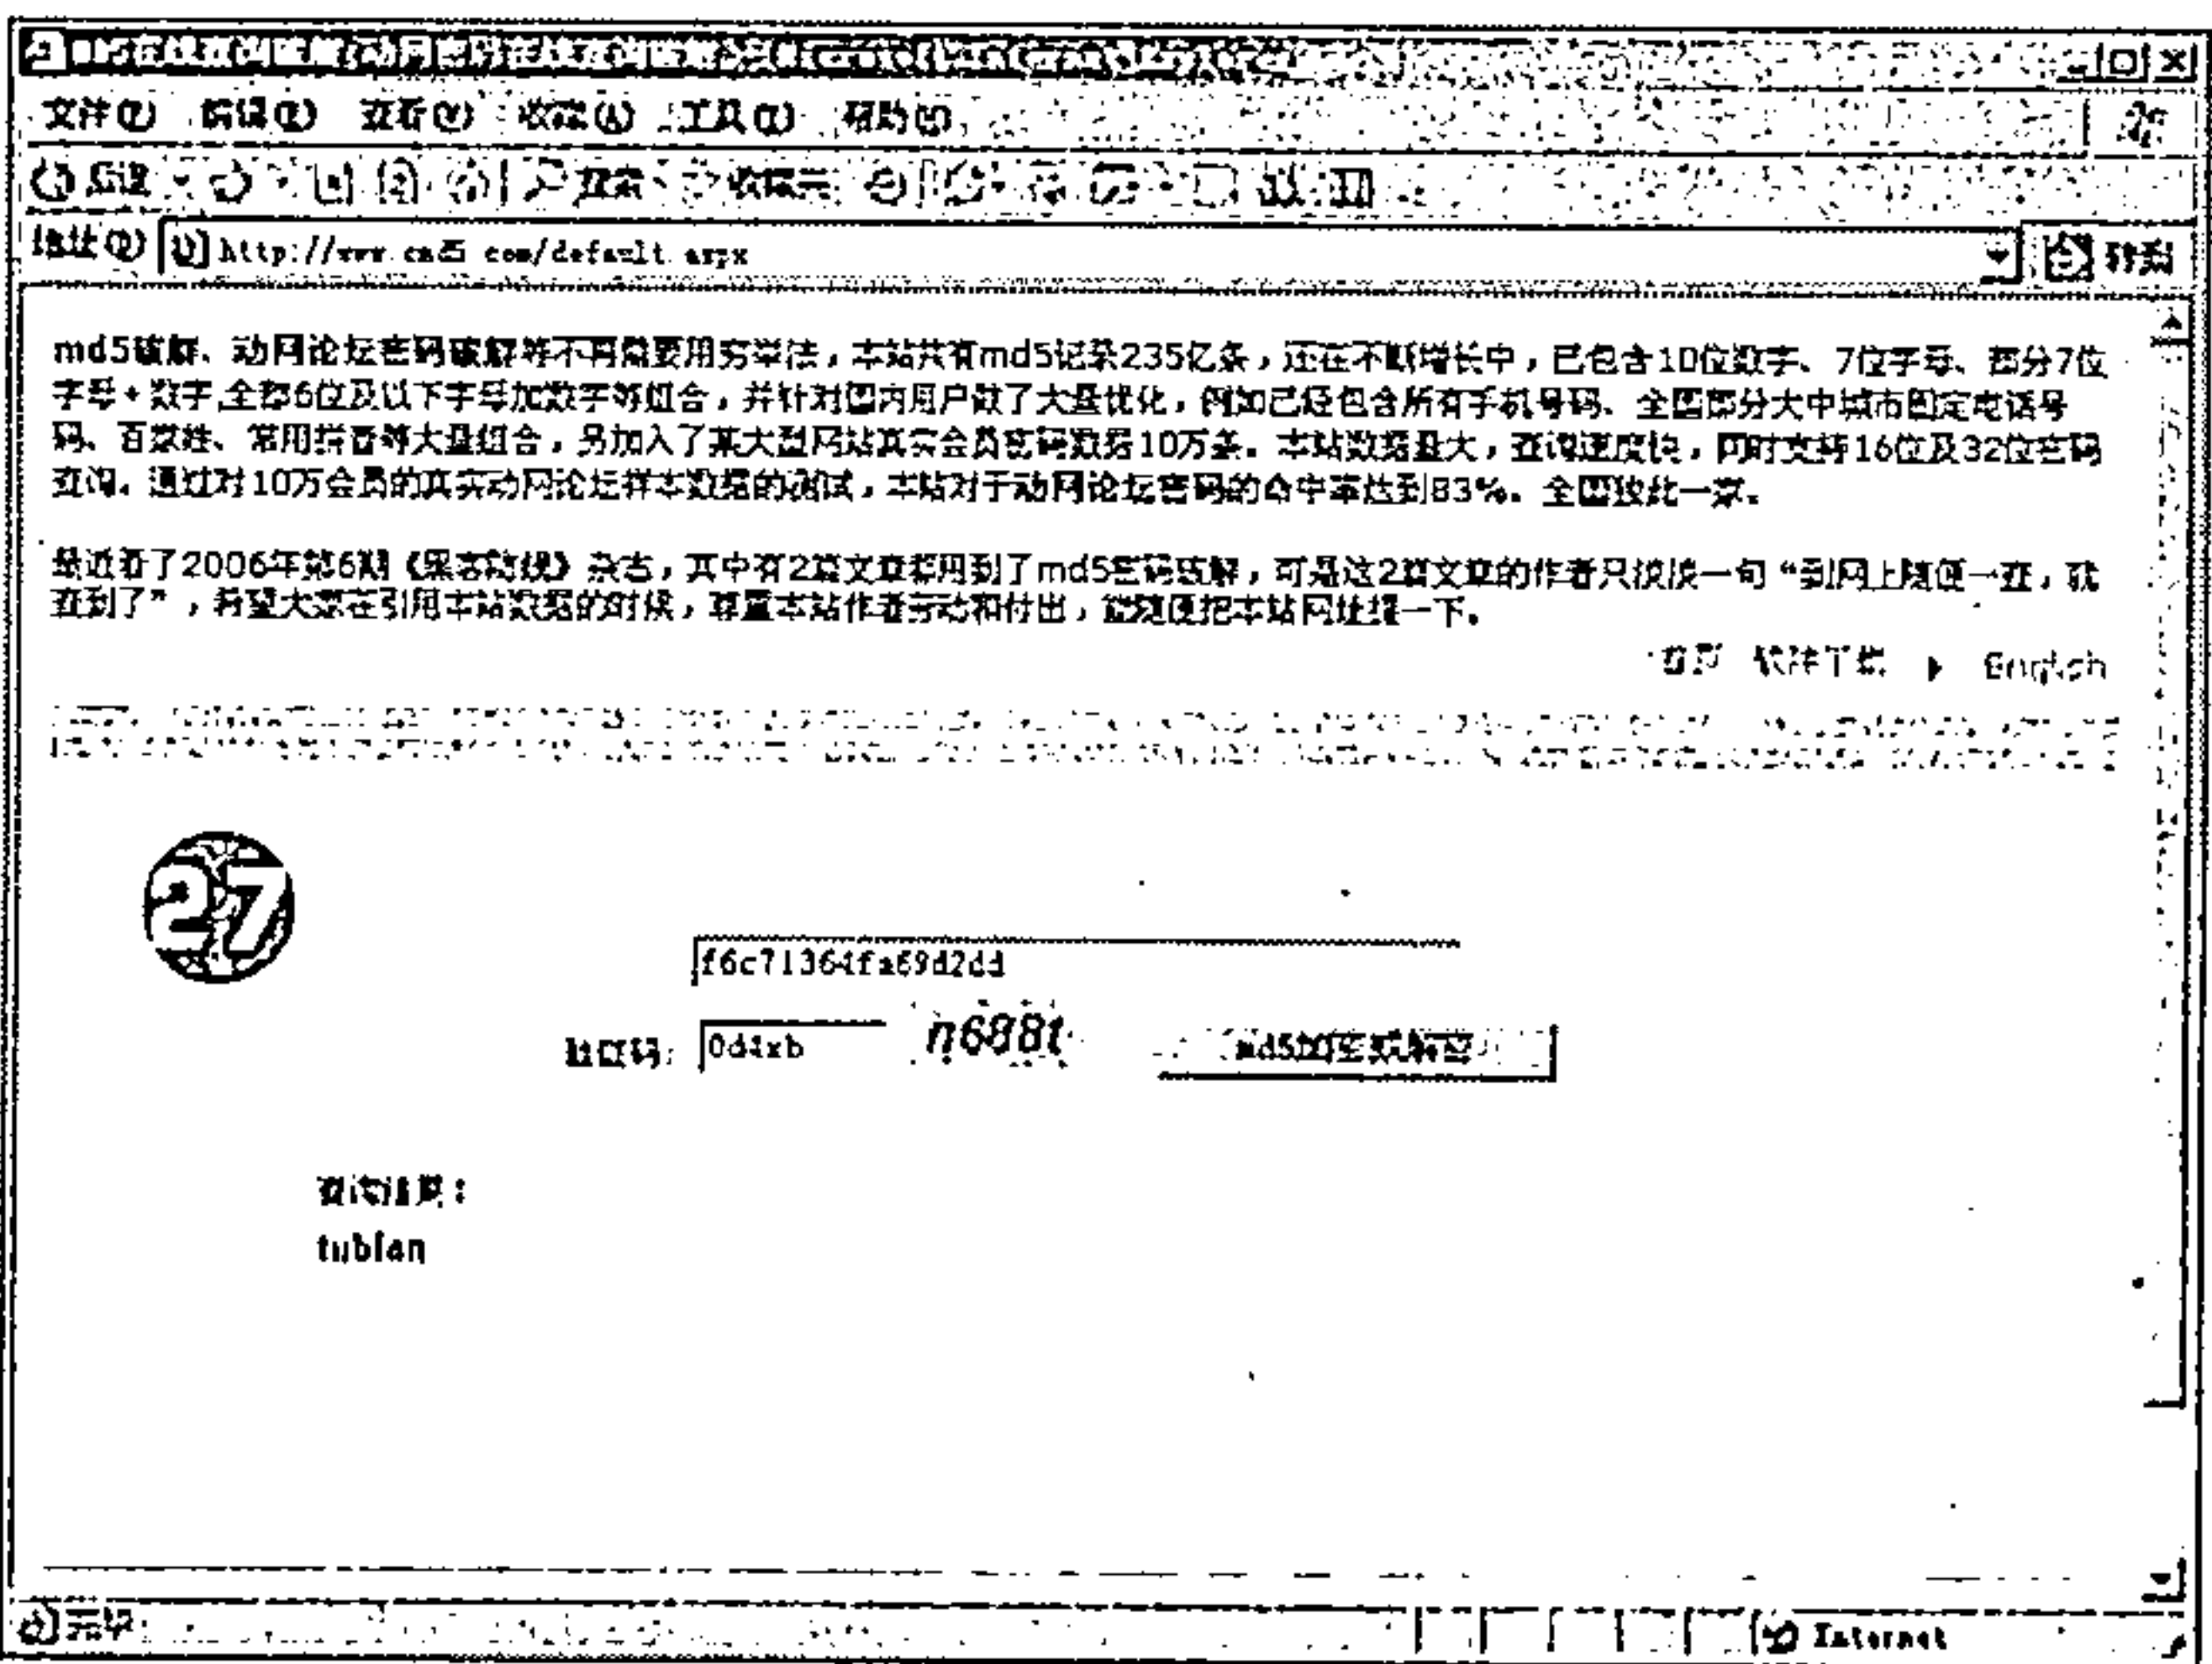 文件(F) 编辑(E) 查看(V) 收藏(A) 工具(T) 帮助(H)
后退 搜索 收藏夹
地址(D) http://www.cmd5.com/default.aspx 转到
md5破解、动网论坛密码破解等不再需要用穷举法，本站共有md5记录235亿条，还在不断增长中，已包含10位数字、7位字母、部分7位
字母+数字,全部6位及以下字母加数字等组合，并针对国内用户做了大量优化，例如已经包含所有手机号码、全国部分大中城市固定电话号
码、百家姓、常用拼音等大量组合，另加入了某大型网站真实会员密码数据10万条。本站数据量大，查询速度快，同时支持16位及32位密码
查询。通过对10万会员的真实动网论坛样本数据的测试，本站对于动网论坛密码的命中率达到83%。全国独此一家。
最近看了2006年第6期《黑客防线》杂志，其中有2篇文章都用到了md5密码破解，可是这2篇文章的作者只淡淡一句“到网上随便一查，就
查到了”，希望大家在引用本站数据的时候，尊重本站作者劳动和付出，能随便把本站网址提一下。
首页 软件下载 English
27
f6c71364fa69d2dd
验证码: 0d4xb n688t md5加密或解密
查询结果:
tubian
完毕 Internet